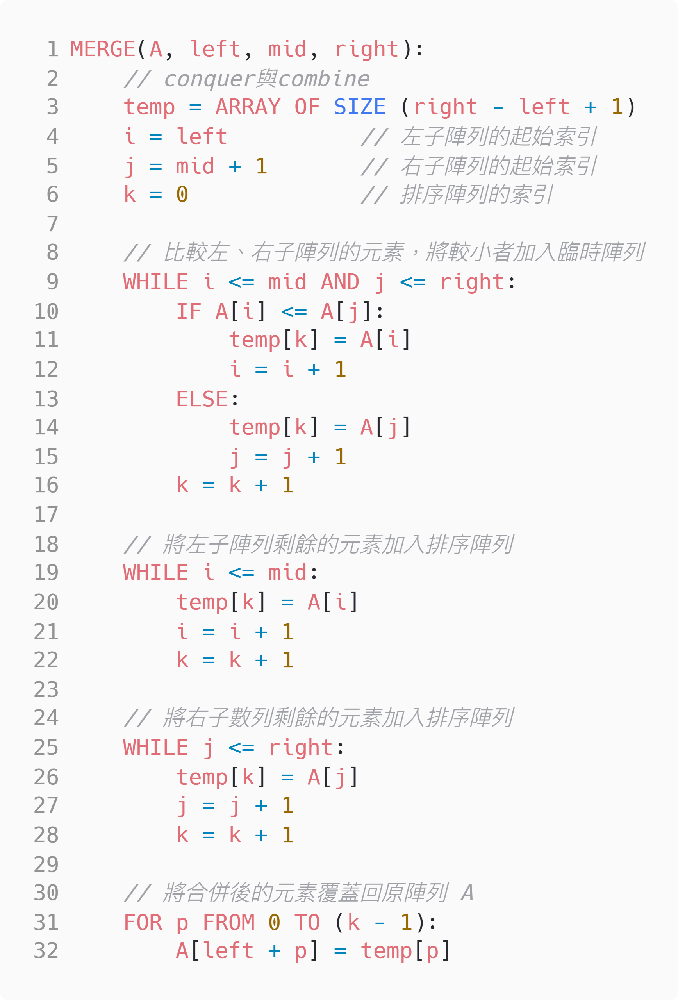 1 MERGE(A, left, mid, right):
2     // conquer與combine
3     temp = ARRAY OF SIZE (right - left + 1)
4     i = left          // 左子陣列的起始索引
5     j = mid + 1       // 右子陣列的起始索引
6     k = 0             // 排序陣列的索引
7
8     // 比較左、右子陣列的元素，將較小者加入臨時陣列
9     WHILE i <= mid AND j <= right:
10         IF A[i] <= A[j]:
11             temp[k] = A[i]
12             i = i + 1
13         ELSE:
14             temp[k] = A[j]
15             j = j + 1
16         k = k + 1
17
18     // 將左子陣列剩餘的元素加入排序陣列
19     WHILE i <= mid:
20         temp[k] = A[i]
21         i = i + 1
22         k = k + 1
23
24     // 將右子數列剩餘的元素加入排序陣列
25     WHILE j <= right:
26         temp[k] = A[j]
27         j = j + 1
28         k = k + 1
29
30     // 將合併後的元素覆蓋回原陣列 A
31     FOR p FROM 0 TO (k - 1):
32         A[left + p] = temp[p]